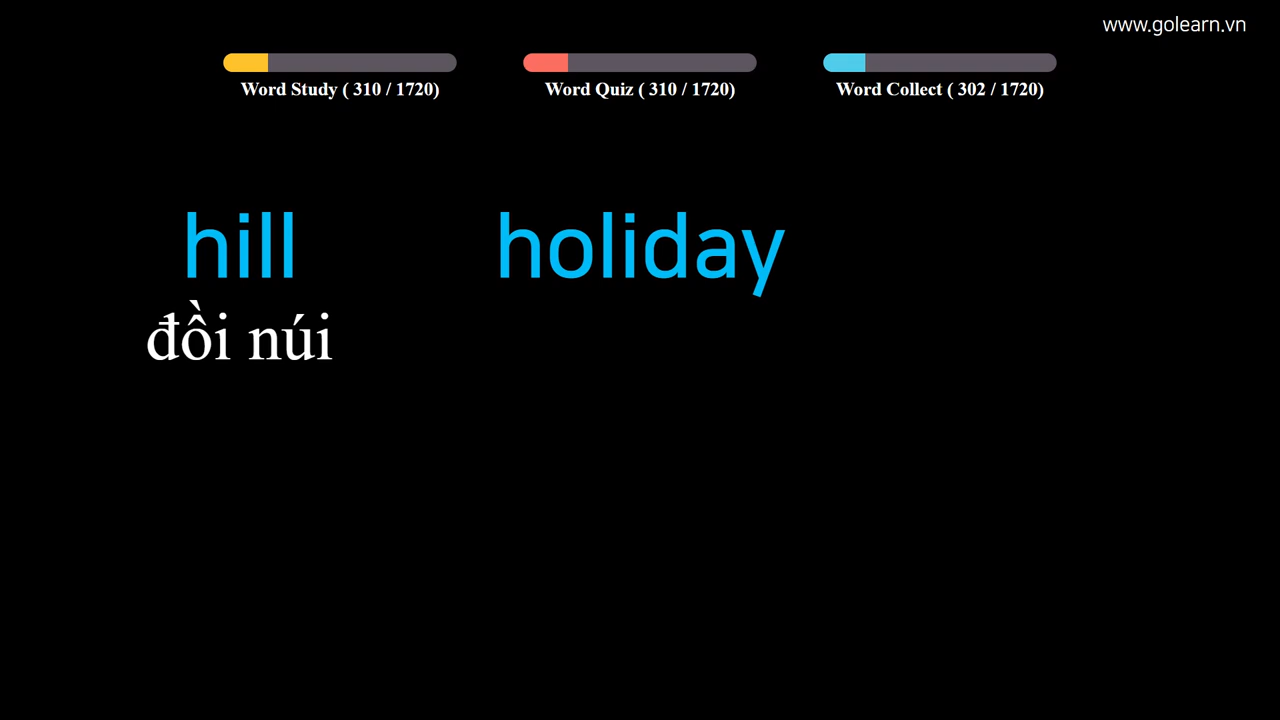 www.golearn.vn
Word Study ( 310 / 1720)
Word Quiz ( 310 / 1720)
Word Collect ( 302 / 1720)
hill
holiday
đồi núi